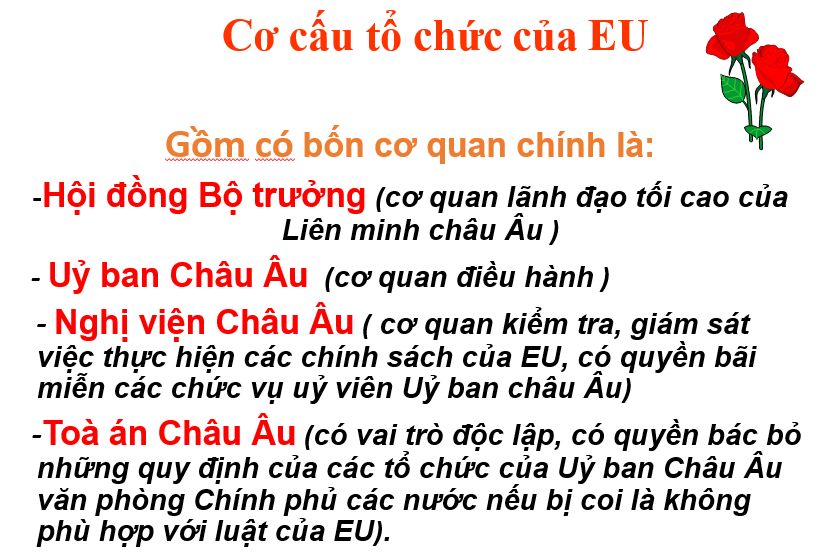 Cơ cấu tổ chức của EU
Gồm có bốn cơ quan chính là:
-Hội đồng Bộ trưởng (cơ quan lãnh đạo tối cao của
Liên minh châu Âu )
- Uỷ ban Châu Âu (cơ quan điều hành )
- Nghị viện Châu Âu ( cơ quan kiểm tra, giám sát
việc thực hiện các chính sách của EU, có quyền bãi
miễn các chức vụ uỷ viên Uỷ ban châu Âu)
-Toà án Châu Âu (có vai trò độc lập, có quyền bác bỏ
những quy định của các tổ chức của Uỷ ban Châu Âu
văn phòng Chính phủ các nước nếu bị coi là không
phù hợp với luật của EU).